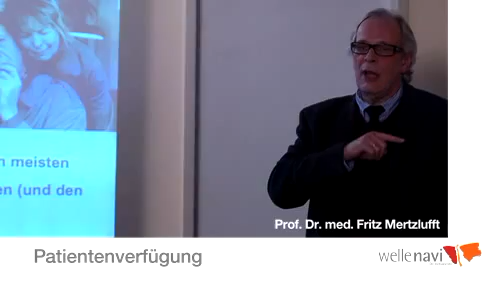 n meisten
en (und den
Prof. Dr. med. Fritz Mertzlufft
Patientenverfügung
wellenavi